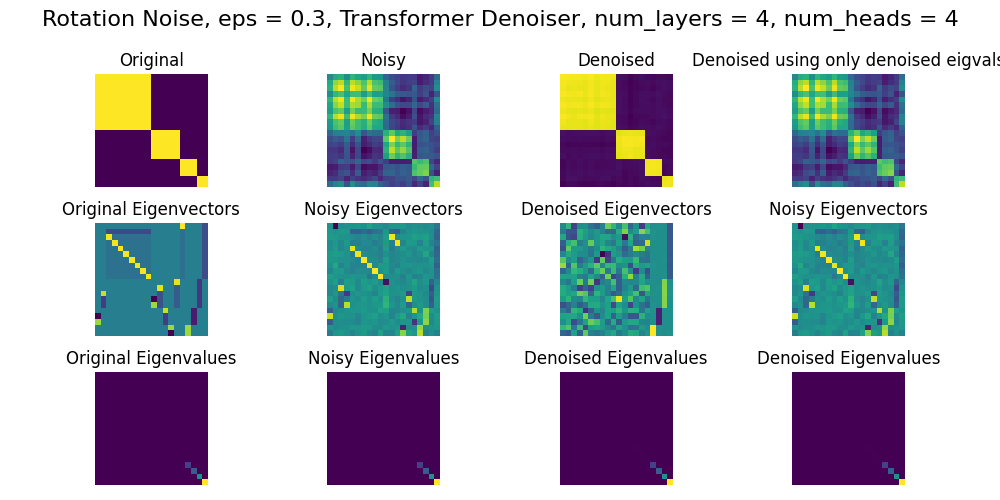 Rotation Noise, eps = 0.3, Transformer Denoiser, num_layers = 4, num_heads = 4
Original
Noisy
Denoised
Denoised using only denoised eigvals
Original Eigenvectors
Noisy Eigenvectors
Denoised Eigenvectors
Noisy Eigenvectors
Original Eigenvalues
Noisy Eigenvalues
Denoised Eigenvalues
Denoised Eigenvalues